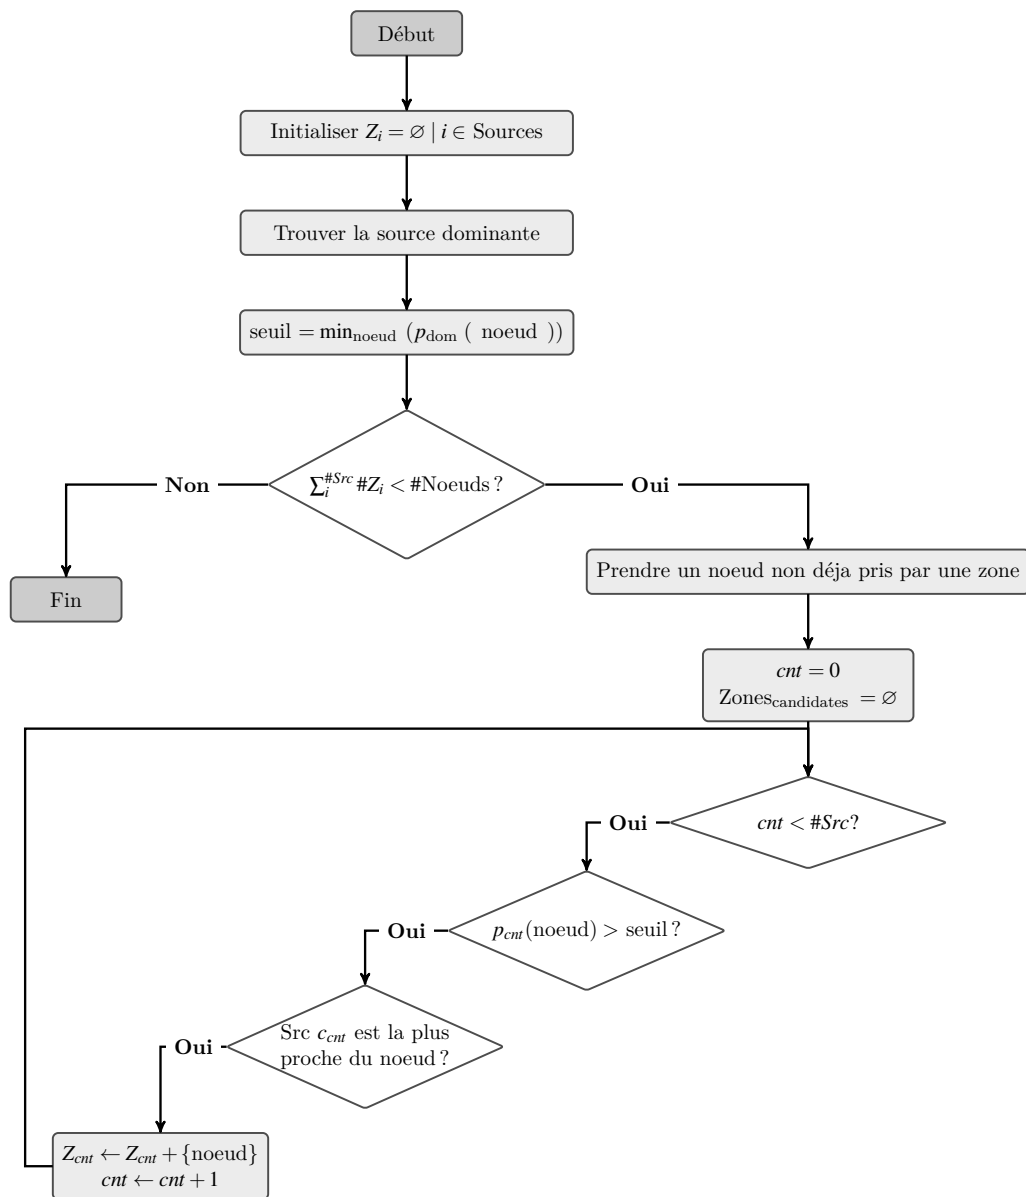 Début
Initialiser Z_i = ∅ | i ∈ Sources
Trouver la source dominante
seuil = min_noeud (p_dom ( noeud ))
∑_i^#Src #Z_i < #Noeuds ?
Non
Oui
Prendre un noeud non déja pris par une zone
Fin
cnt = 0
Zones_candidates = ∅
cnt < #Src?
Oui
p_cnt(noeud) > seuil ?
Oui
Src c_cnt est la plus
proche du noeud ?
Oui
Z_cnt ← Z_cnt + {noeud}
cnt ← cnt + 1